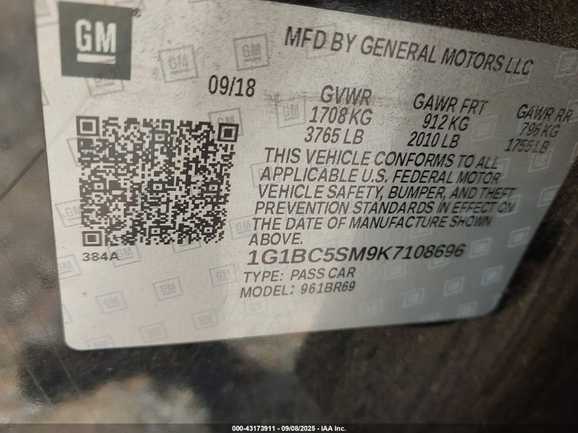 GM
MFD BY GENERAL MOTORS LLC
09/18
GVWR GAWR FRT GAWR RR
1708 KG 912 KG 796 KG
3765 LB 2010 LB 1755 LB
THIS VEHICLE CONFORMS TO ALL
APPLICABLE U.S. FEDERAL MOTOR
VEHICLE SAFETY, BUMPER, AND THEFT
PREVENTION STANDARDS IN EFFECT ON
THE DATE OF MANUFACTURE SHOWN
ABOVE.
384A
1G1BC5SM9K7108696
TYPE: PASS CAR
MODEL: 961BR69
000-43173911 - 09/08/2025 - IAA Inc.